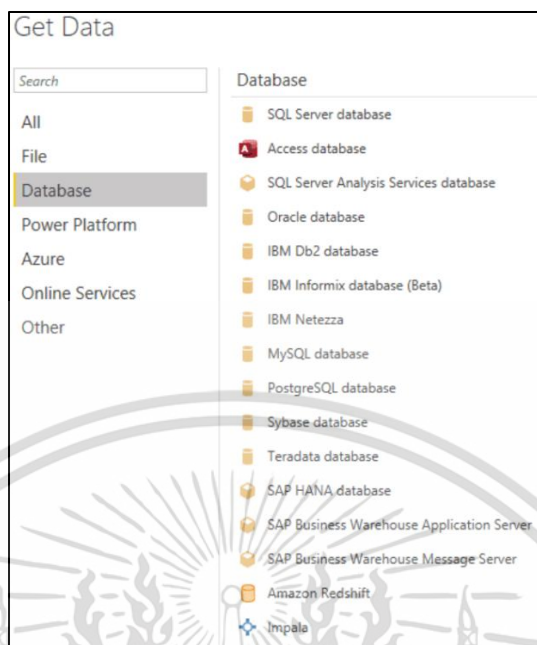 Get Data
Search
All
File
Database
Power Platform
Azure
Online Services
Other
Database
SQL Server database
Access database
SQL Server Analysis Services database
Oracle database
IBM Db2 database
IBM Informix database (Beta)
IBM Netezza
MySQL database
PostgreSQL database
Sybase database
Teradata database
SAP HANA database
SAP Business Warehouse Application Server
SAP Business Warehouse Message Server
Amazon Redshift
Impala